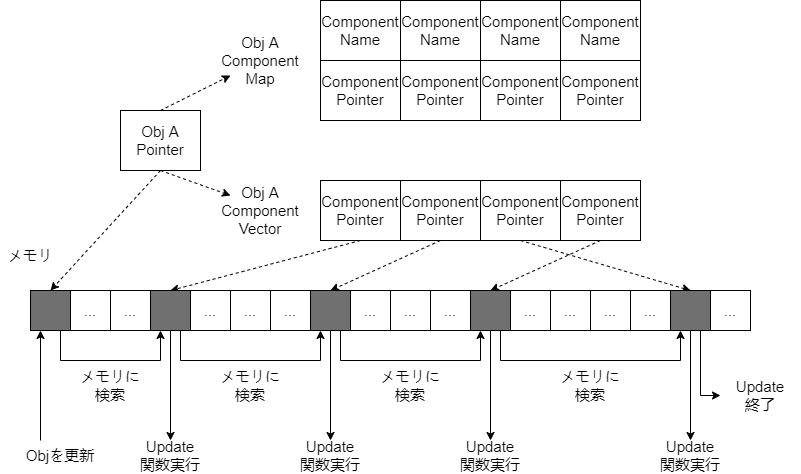 Component Component Component Component
Name Name Name Name
Obj A
Component
Map
Component Component Component Component
Pointer Pointer Pointer Pointer
Obj A
Pointer
Obj A
Component
Vector
Component Component Component Component
Pointer Pointer Pointer Pointer
メモリ
... ... ... ... ... ... ... ... ... ... ... ... ...
メモリに
検索
メモリに
検索
メモリに
検索
メモリに
検索
Update
終了
Objを更新
Update
関数実行
Update
関数実行
Update
関数実行
Update
関数実行